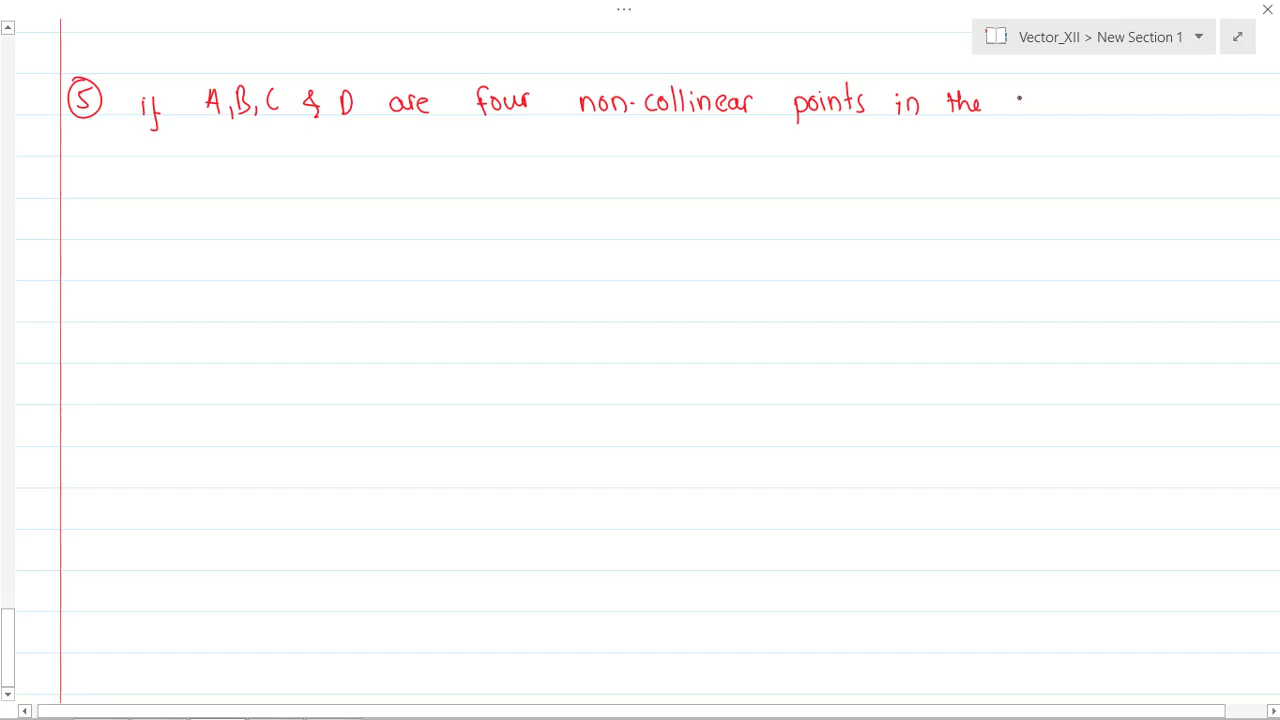 ...
Vector_XII > New Section 1
⑤ if A, B, C & D are four non-collinear points in the